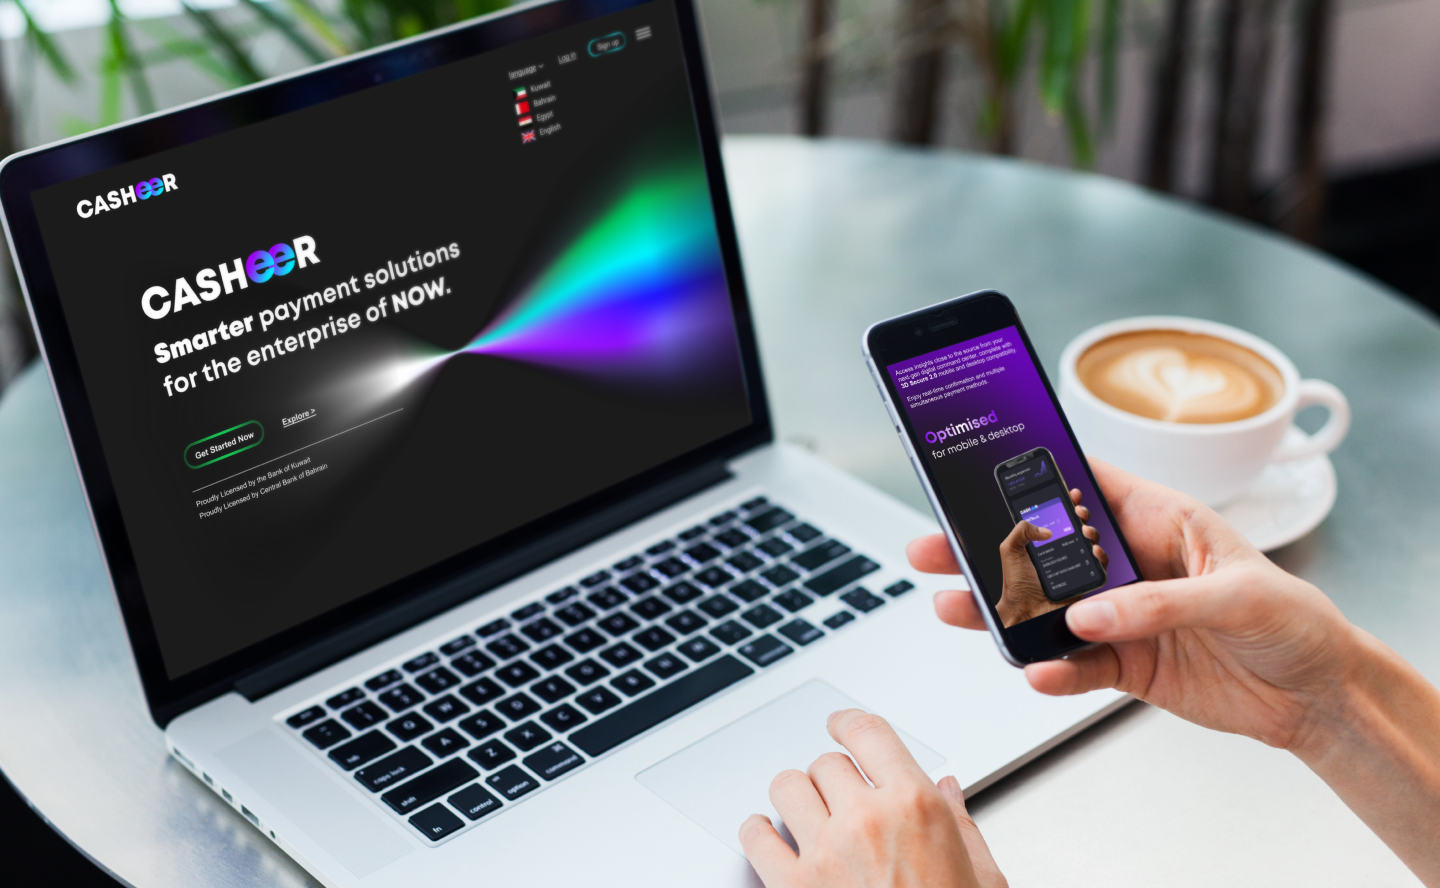 language
Log in
Sign up
Kuwait
Bahrain
Egypt
English
CASHeeR
CASHeeR
Smarter payment solutions
for the enterprise of NOW.
Get Started Now
Explore >
Proudly Licensed by the Bank of Kuwait
Proudly Licensed by Central Bank of Bahrain
Access insights close to the source from your
next-gen digital command center, complete with
3D Secure 2.0 mobile and desktop compatibility.
Enjoy real-time confirmation and multiple
simultaneous payment methods.
Optimised
for mobile & desktop
CASHeeR
tab
Q
W
E
R
caps lock
A
S
D
F
shift
Z
X
C
V
fn
control
option
command